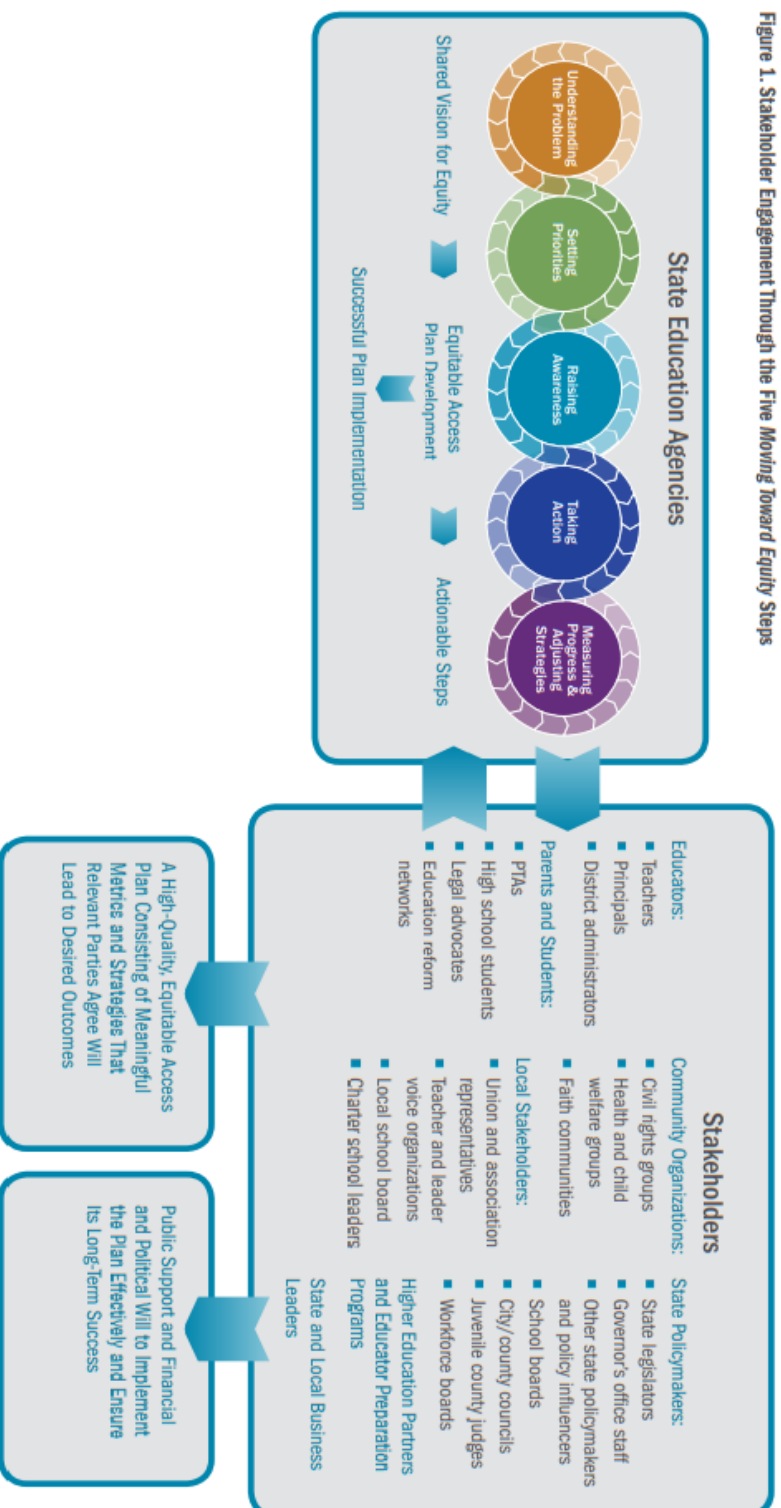 Figure 1. Stakeholder Engagement Through the Five Moving Toward Equity Steps
State Education Agencies
Understanding
the Problem
Setting
Priorities
Raising
Awareness
Taking
Action
Measuring
Progress &
Adjusting
Strategies
Shared Vision for Equity
Equitable Access
Plan Development
Actionable Steps
Successful Plan Implementation
Stakeholders
Educators:
▪ Teachers
▪ Principals
▪ District administrators
Parents and Students:
▪ PTAs
▪ High school students
▪ Legal advocates
▪ Education reform
networks
Community Organizations:
▪ Civil rights groups
▪ Health and child
welfare groups
▪ Faith communities
Local Stakeholders:
▪ Union and association
representatives
▪ Teacher and leader
voice organizations
▪ Local school board
▪ Charter school leaders
State Policymakers:
▪ State legislators
▪ Governor's office staff
▪ Other state policymakers
and policy influencers
▪ School boards
▪ City/county councils
▪ Juvenile county judges
▪ Workforce boards
Higher Education Partners
and Educator Preparation
Programs
State and Local Business
Leaders
A High-Quality, Equitable Access
Plan Consisting of Meaningful
Metrics and Strategies That
Relevant Parties Agree Will
Lead to Desired Outcomes
Public Support and Financial
and Political Will to Implement
the Plan Effectively and Ensure
Its Long-Term Success